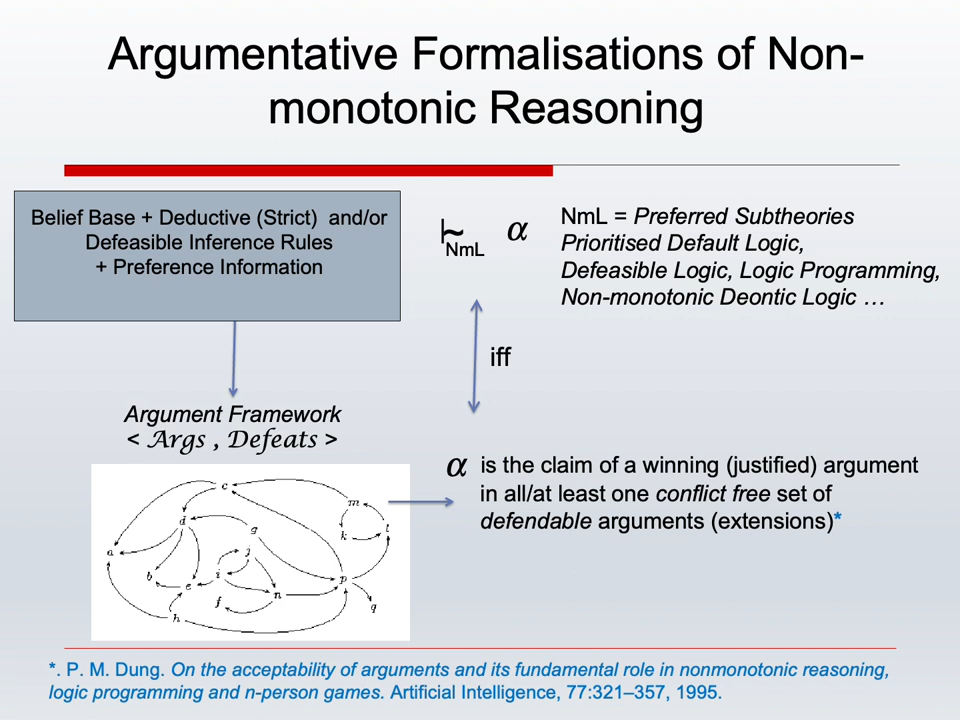 Argumentative Formalisations of Non-
monotonic Reasoning
Belief Base + Deductive (Strict) and/or
Defeasible Inference Rules
+ Preference Information
|~ NmL α
NmL = Preferred Subtheories
Prioritised Default Logic,
Defeasible Logic, Logic Programming,
Non-monotonic Deontic Logic …
iff
Argument Framework
< Args , Defeats >
α is the claim of a winning (justified) argument
in all/at least one conflict free set of
defendable arguments (extensions)*
c
m
d
g
t
k
a
j
b
i
e
p
f
n
q
h
*. P. M. Dung. On the acceptability of arguments and its fundamental role in nonmonotonic reasoning,
logic programming and n-person games. Artificial Intelligence, 77:321–357, 1995.